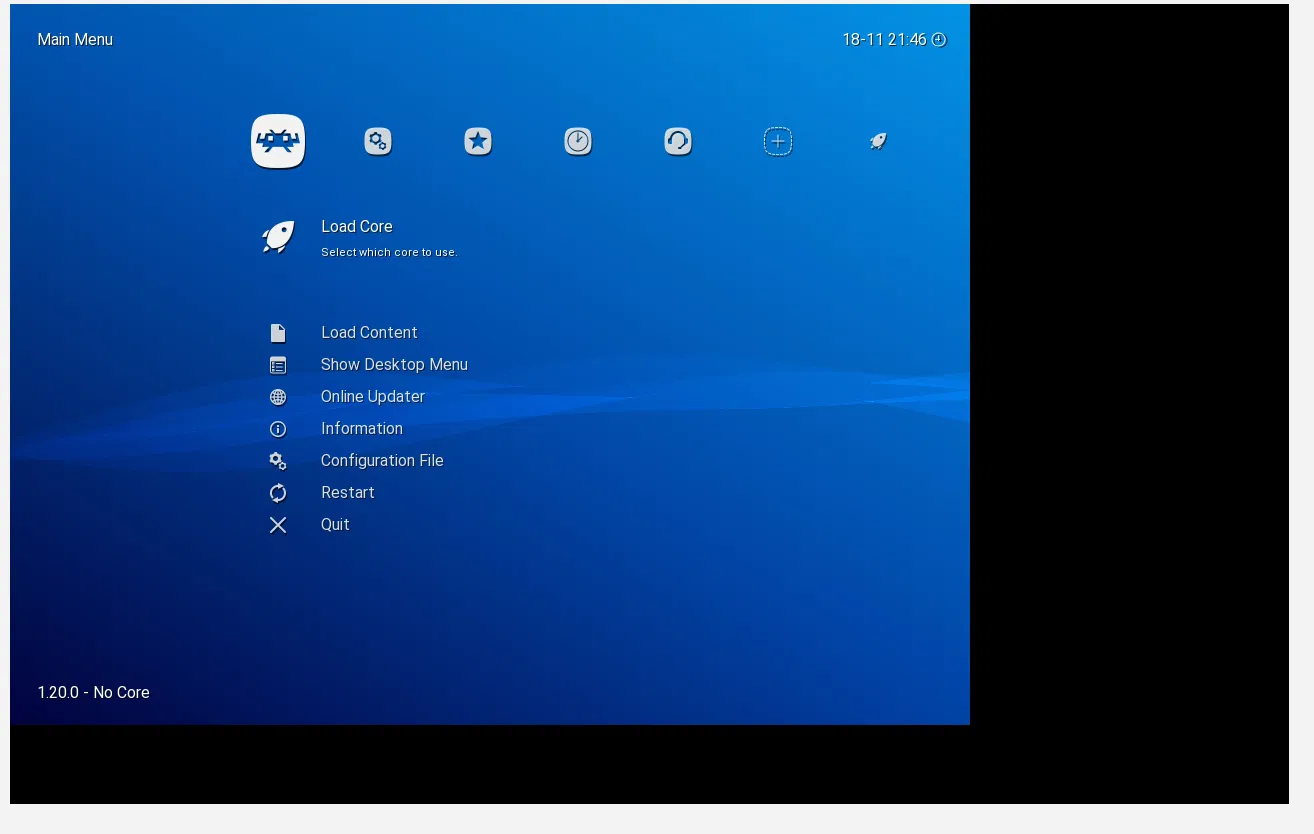 Main Menu
18-11 21:46
Load Core
Select which core to use.
Load Content
Show Desktop Menu
Online Updater
Information
Configuration File
Restart
Quit
1.20.0 - No Core